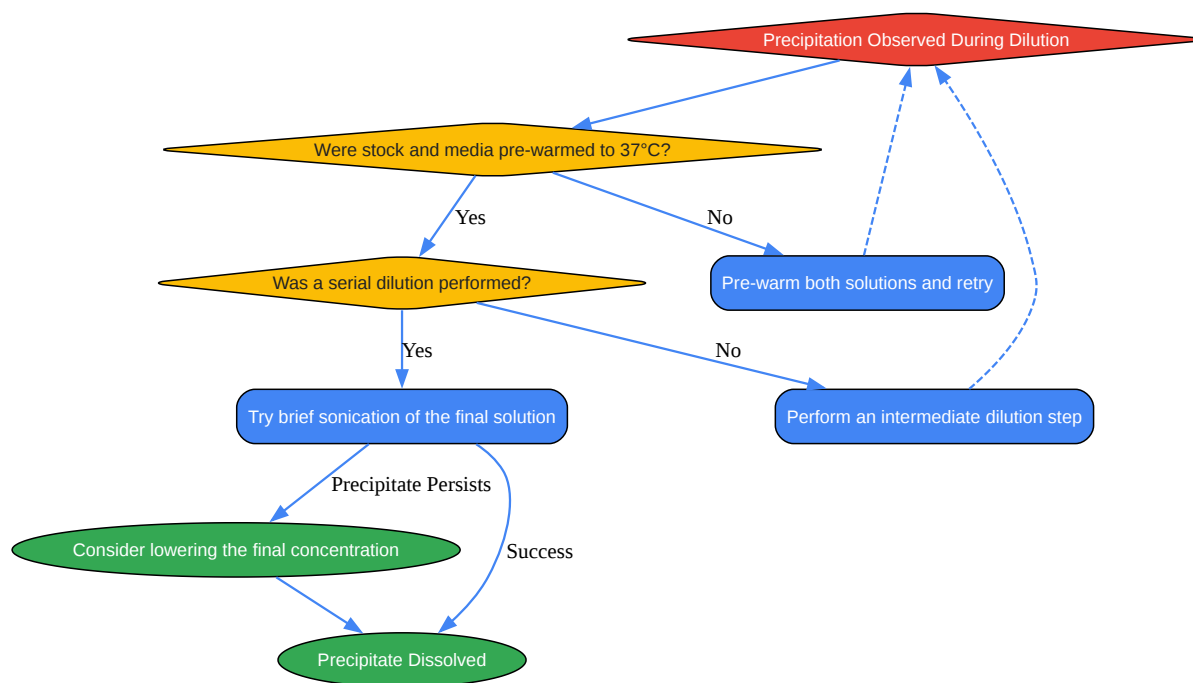 Precipitation Observed During Dilution
Were stock and media pre-warmed to 37°C?
Yes
No
Was a serial dilution performed?
Pre-warm both solutions and retry
Yes
No
Try brief sonication of the final solution
Perform an intermediate dilution step
Precipitate Persists
Success
Consider lowering the final concentration
Precipitate Dissolved